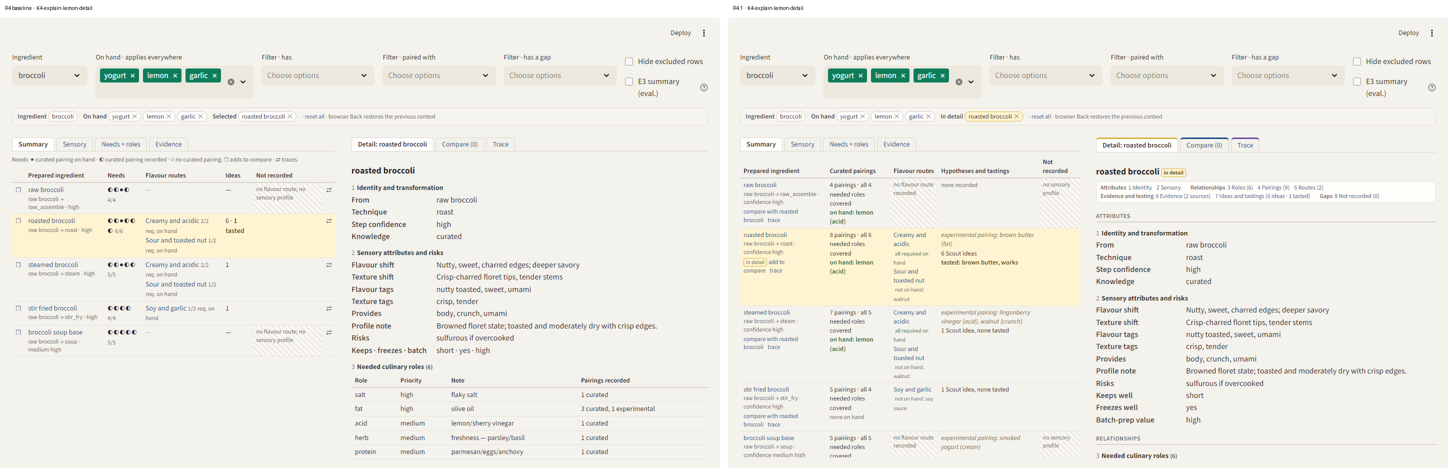 R4 baseline · K4-explain-lemon-detail
Deploy
Ingredient
On hand · applies everywhere
Filter · has
Filter · paired with
Filter · has a gap
broccoli
yogurt × lemon × garlic ×
Choose options
Choose options
Choose options
Hide excluded rows
E3 summary (eval.)
Ingredient broccoli On hand yogurt × lemon × garlic × Selected roasted broccoli × · reset all · browser Back restores the previous context
Summary Sensory Needs × roles Evidence
Needs: ● curated pairing on hand · ◐ curated pairing recorded · ○ no curated pairing. ❐ adds to compare · ⇄ traces.
Prepared ingredient Needs Flavour routes Ideas Not recorded
raw broccoli
raw broccoli + raw_assemble · high
4/4
—
—
no flavour route; no sensory profile
roasted broccoli
raw broccoli + roast · high
6/6
Creamy and acidic 2/2 req. on hand
Sour and toasted nut 1/2 req. on hand
6 · 1 tasted
steamed broccoli
raw broccoli + steam · high
5/5
Creamy and acidic 2/2 req. on hand
Sour and toasted nut 1/2 req. on hand
1
stir fried broccoli
raw broccoli + stir_fry · high
4/4
Soy and garlic 1/2 req. on hand
1
broccoli soup base
raw broccoli + soup · medium high
5/5
—
—
no flavour route; no sensory profile
Detail: roasted broccoli Compare (0) Trace
roasted broccoli
1 Identity and transformation
From raw broccoli
Technique roast
Step confidence high
Knowledge curated
2 Sensory attributes and risks
Flavour shift Nutty, sweet, charred edges; deeper savory
Texture shift Crisp-charred floret tips, tender stems
Flavour tags nutty toasted, sweet, umami
Texture tags crisp, tender
Provides body, crunch, umami
Profile note Browned floret state; toasted and moderately dry with crisp edges.
Risks sulfurous if overcooked
Keeps · freezes · batch short · yes · high
3 Needed culinary roles (6)
Role Priority Note Pairings recorded
salt high flaky salt 1 curated
fat high olive oil 3 curated, 1 experimental
acid medium lemon/sherry vinegar 1 curated
herb medium freshness — parsley/basil 1 curated
protein medium parmesan/eggs/anchovy 1 curated
R4.1 · K4-explain-lemon-detail
Deploy
Ingredient
On hand · applies everywhere
Filter · has
Filter · paired with
Filter · has a gap
broccoli
yogurt × lemon × garlic ×
Choose options
Choose options
Choose options
Hide excluded rows
E3 summary (eval.)
Ingredient broccoli On hand yogurt × lemon × garlic × In detail roasted broccoli × · reset all · browser Back restores the previous context
Summary Sensory Needs × roles Evidence
Prepared ingredient Curated pairings Flavour routes Hypotheses and tastings Not recorded
raw broccoli
raw broccoli + raw_assemble · confidence high
compare with roasted broccoli trace
4 pairings · all 4 needed roles covered
on hand: lemon (acid)
no flavour route recorded
none recorded
no sensory profile
roasted broccoli
raw broccoli + roast · confidence high
in detail add to compare trace
8 pairings · all 6 needed roles covered
on hand: lemon (acid)
Creamy and acidic
all required on hand
Sour and toasted nut
not on hand: walnut
experimental pairing: brown butter (fat)
6 Scout ideas
tasted: brown butter, works
steamed broccoli
raw broccoli + steam · confidence high
compare with roasted broccoli trace
7 pairings · all 5 needed roles covered
on hand: lemon (acid)
Creamy and acidic
all required on hand
Sour and toasted nut
not on hand: walnut
experimental pairing: lingonberry vinegar (acid), walnut (crunch)
1 Scout idea, none tasted
stir fried broccoli
raw broccoli + stir_fry · confidence high
compare with roasted broccoli trace
4 pairings · all 4 needed roles covered
none on hand
Soy and garlic
not on hand: soy sauce
1 Scout idea, none tasted
broccoli soup base
raw broccoli + soup · confidence medium high
5 pairings · all 5 needed roles covered
no flavour route recorded
experimental pairing: smoked yogurt (cream)
no sensory profile
Detail: roasted broccoli Compare (0) Trace
roasted broccoli in detail
Attributes 1 Identity 2 Sensory Relationships 3 Roles (6) 4 Pairings (9) 5 Routes (2)
Evidence and testing 6 Evidence (2 sources) 7 Ideas and tastings (6 ideas · 1 tasted) Gaps 8 Not recorded (0)
ATTRIBUTES
1 Identity and transformation
From raw broccoli
Technique roast
Step confidence high
Knowledge curated
2 Sensory attributes and risks
Flavour shift Nutty, sweet, charred edges; deeper savory
Texture shift Crisp-charred floret tips, tender stems
Flavour tags nutty toasted, sweet, umami
Texture tags crisp, tender
Provides body, crunch, umami
Profile note Browned floret state; toasted and moderately dry with crisp edges.
Risks sulfurous if overcooked
Keeps well short
Freezes well yes
Batch-prep value high
RELATIONSHIPS
3 Needed culinary roles (6)